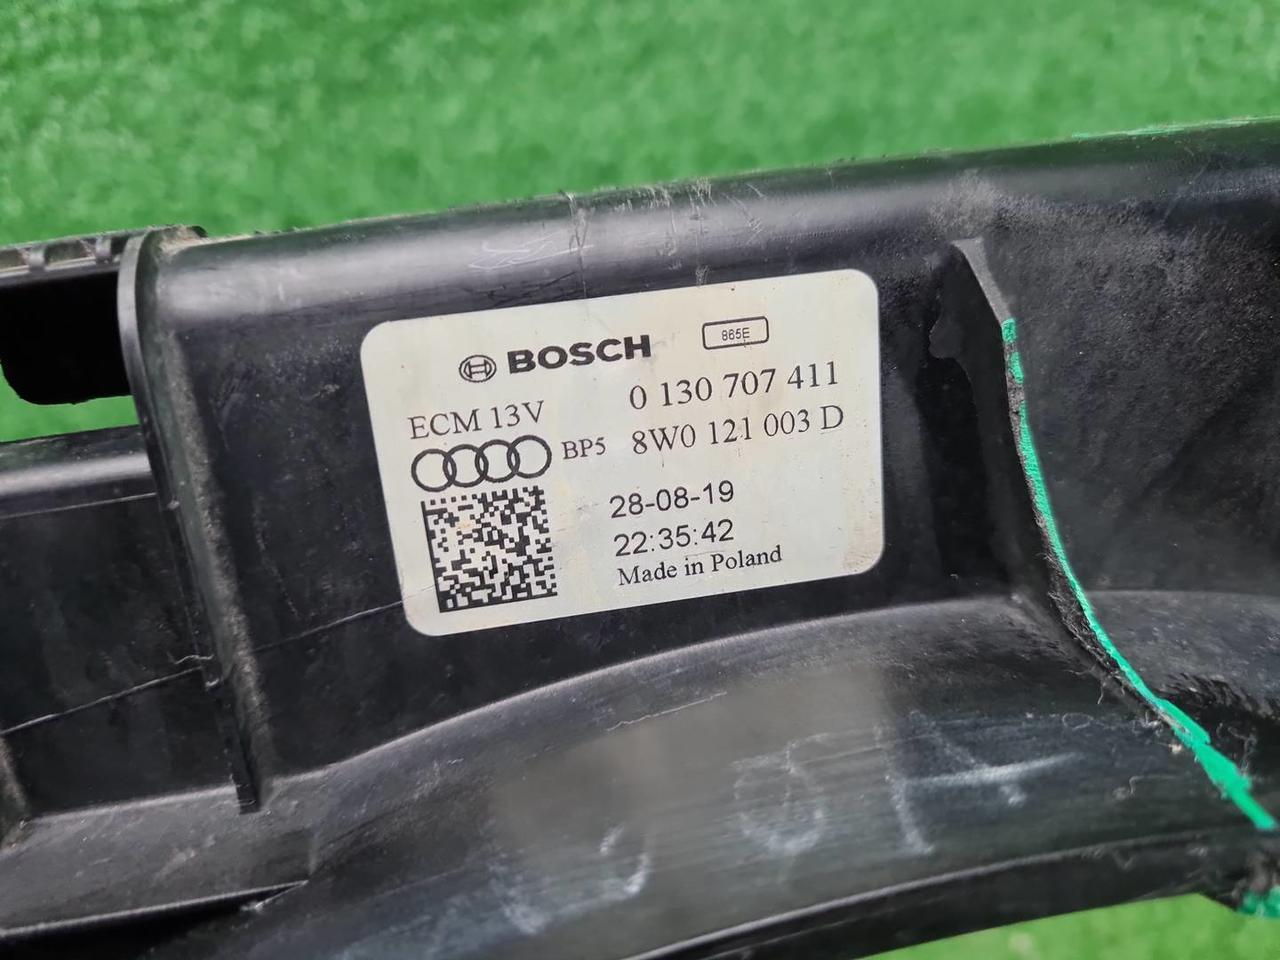 BOSCH
865E
0 130 707 411
ECM 13V
BP5 8W0 121 003 D
28-08-19
22:35:42
Made in Poland